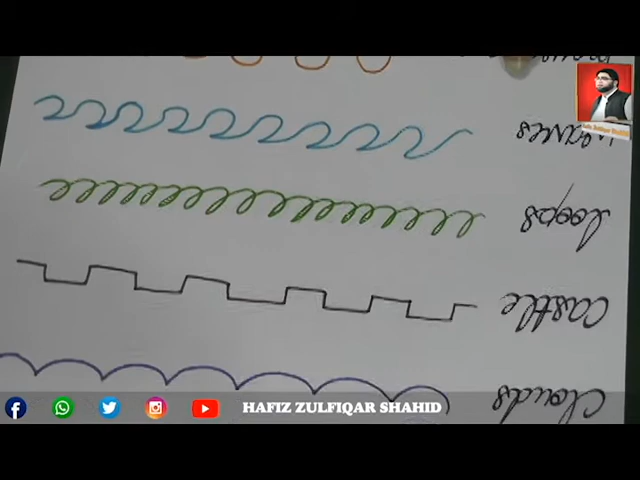 Waves
Loops
Castle
Clouds
HAFIZ ZULFIQAR SHAHID